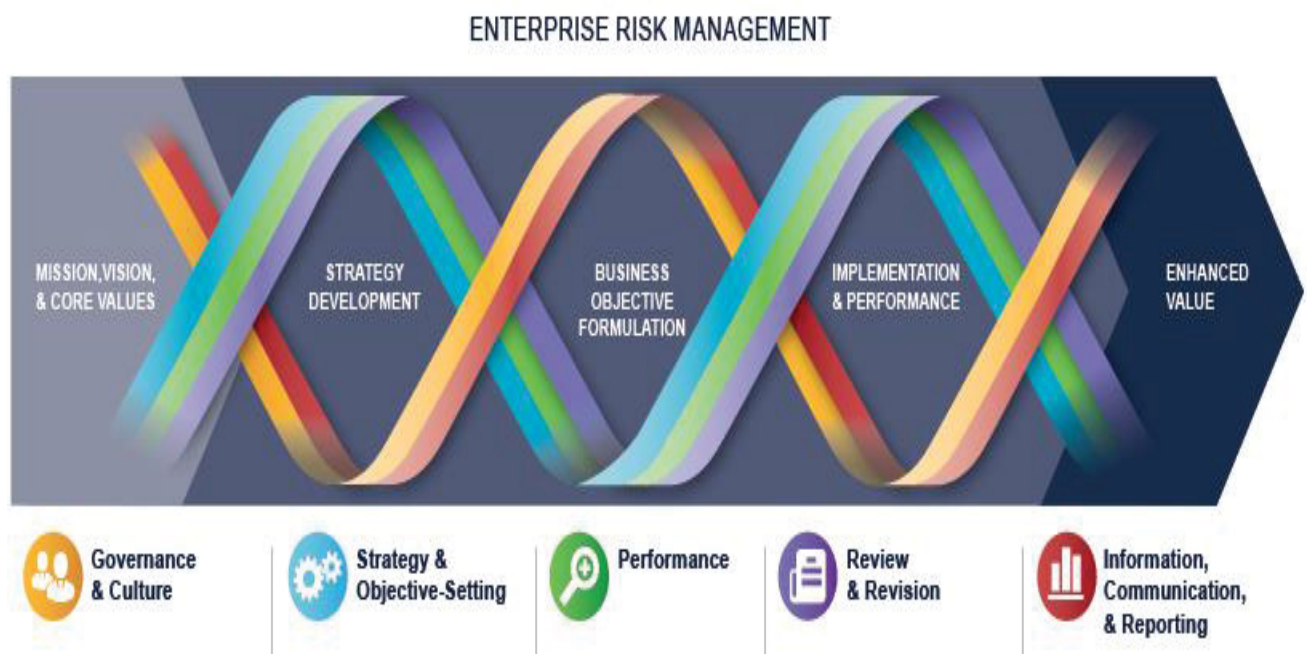 ENTERPRISE RISK MANAGEMENT
MISSION,VISION,
& CORE VALUES
STRATEGY
DEVELOPMENT
BUSINESS
OBJECTIVE
FORMULATION
IMPLEMENTATION
& PERFORMANCE
ENHANCED
VALUE
Governance
& Culture
Strategy &
Objective-Setting
Performance
Review
& Revision
Information,
Communication,
& Reporting